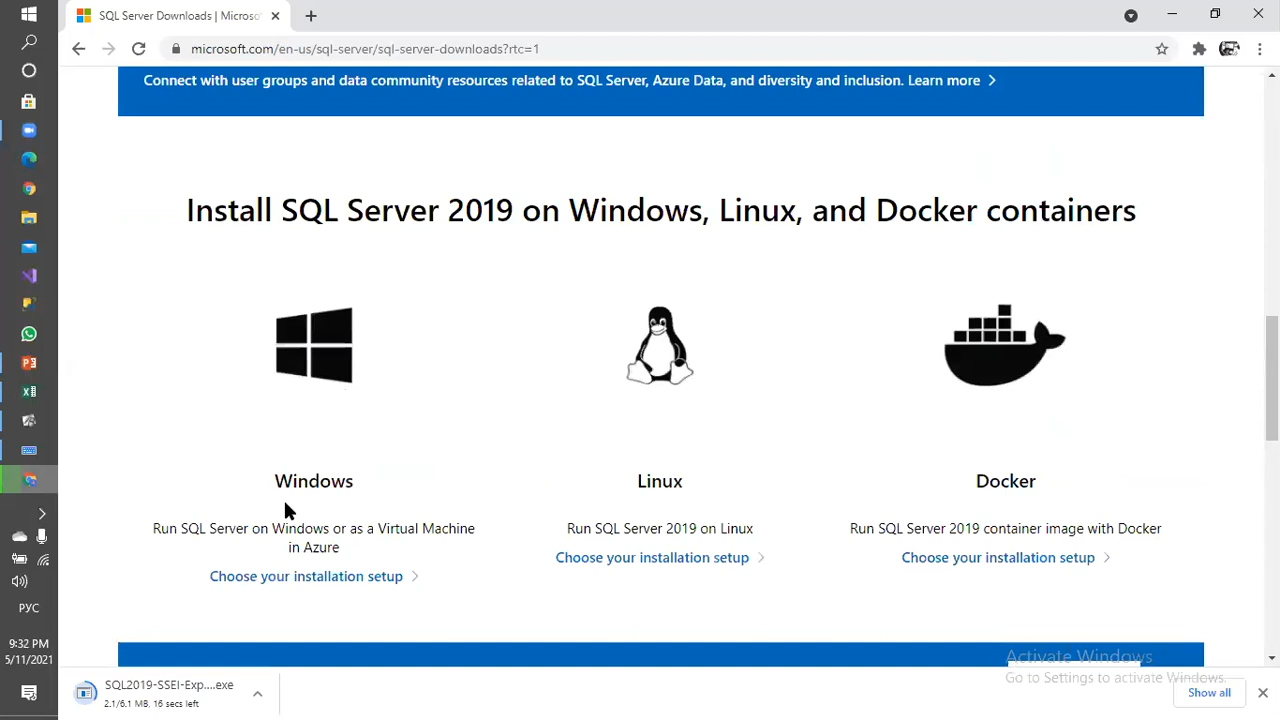 SQL Server Downloads | Microso
microsoft.com/en-us/sql-server/sql-server-downloads?rtc=1
Connect with user groups and data community resources related to SQL Server, Azure Data, and diversity and inclusion. Learn more
Install SQL Server 2019 on Windows, Linux, and Docker containers
Windows
Run SQL Server on Windows or as a Virtual Machine
in Azure
Choose your installation setup
Linux
Run SQL Server 2019 on Linux
Choose your installation setup
Docker
Run SQL Server 2019 container image with Docker
Choose your installation setup
РУС
9:32 PM
5/11/2021
Activate Windows
Go to Settings to activate Windows.
SQL2019-SSEI-Exp....exe
2.1/6.1 MB, 16 secs left
Show all